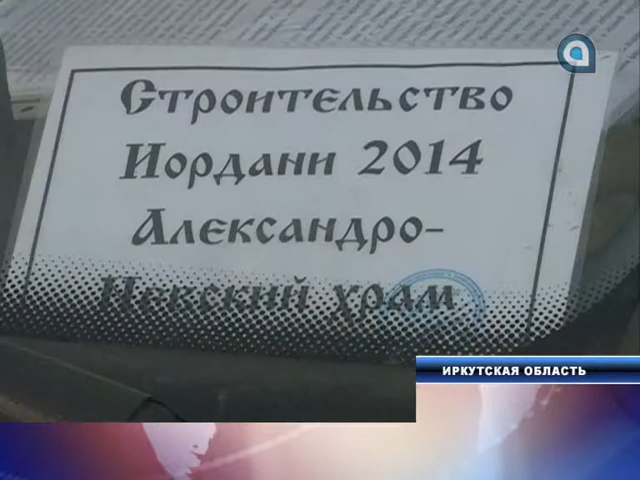 Строительство
Иордани 2014
Александро-
Невский храм
ИРКУТСКАЯ ОБЛАСТЬ